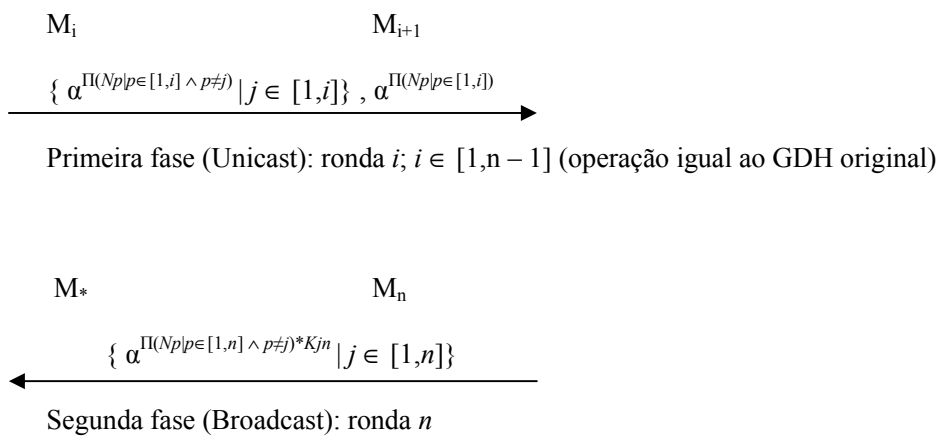 Mᵢ Mᵢ₊₁
{ α^Π(Np|p∈[1,i] ∧ p≠j) | j ∈ [1,i]} , α^Π(Np|p∈[1,i])
Primeira fase (Unicast): ronda i; i ∈ [1,n – 1] (operação igual ao GDH original)
M* Mₙ
{ α^Π(Np|p∈[1,n] ∧ p≠j)*Kjn | j ∈ [1,n]}
Segunda fase (Broadcast): ronda n